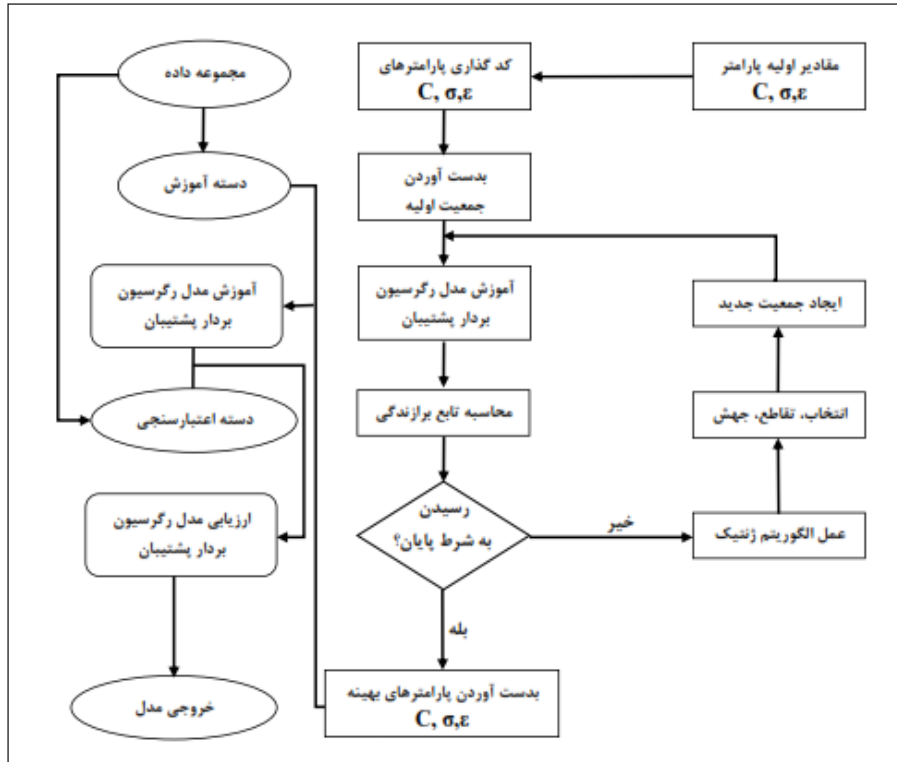 مقادیر اولیه پارامتر
C, σ,ε
کد گذاری پارامترهای
C, σ,ε
بدست آوردن
جمعیت اولیه
آموزش مدل رگرسیون
بردار پشتیبان
محاسبه تابع برازندگی
رسیدن
به شرط پایان؟
خیر
عمل الگوریتم ژنتیک
انتخاب، تقاطع، جهش
ایجاد جمعیت جدید
بله
بدست آوردن پارامترهای بهینه
C, σ,ε
مجموعه داده
دسته آموزش
آموزش مدل رگرسیون
بردار پشتیبان
دسته اعتبارسنجی
ارزیابی مدل رگرسیون
بردار پشتیبان
خروجی مدل